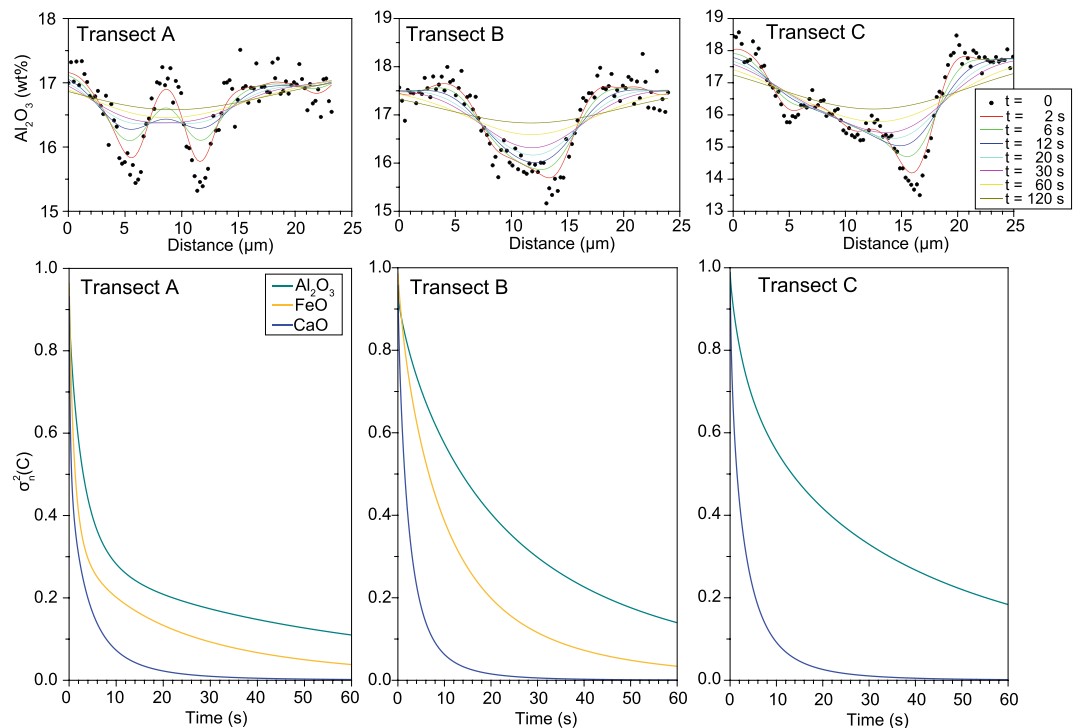 Transect A
Transect B
Transect C
18
17
16
15
Al₂O₃ (wt%)
0 5 10 15 20 25
Distance (µm)
19
18
17
16
15
0 5 10 15 20 25
Distance (µm)
19
18
17
16
15
14
13
0 5 10 15 20 25
Distance (µm)
t = 0
t = 2 s
t = 6 s
t = 12 s
t = 20 s
t = 30 s
t = 60 s
t = 120 s
Transect A
Al₂O₃
FeO
CaO
1.0
0.8
0.6
0.4
0.2
0.0
σ²ₙ(C)
0 10 20 30 40 50 60
Time (s)
Transect B
1.0
0.8
0.6
0.4
0.2
0.0
0 10 20 30 40 50 60
Time (s)
Transect C
1.0
0.8
0.6
0.4
0.2
0.0
0 10 20 30 40 50 60
Time (s)